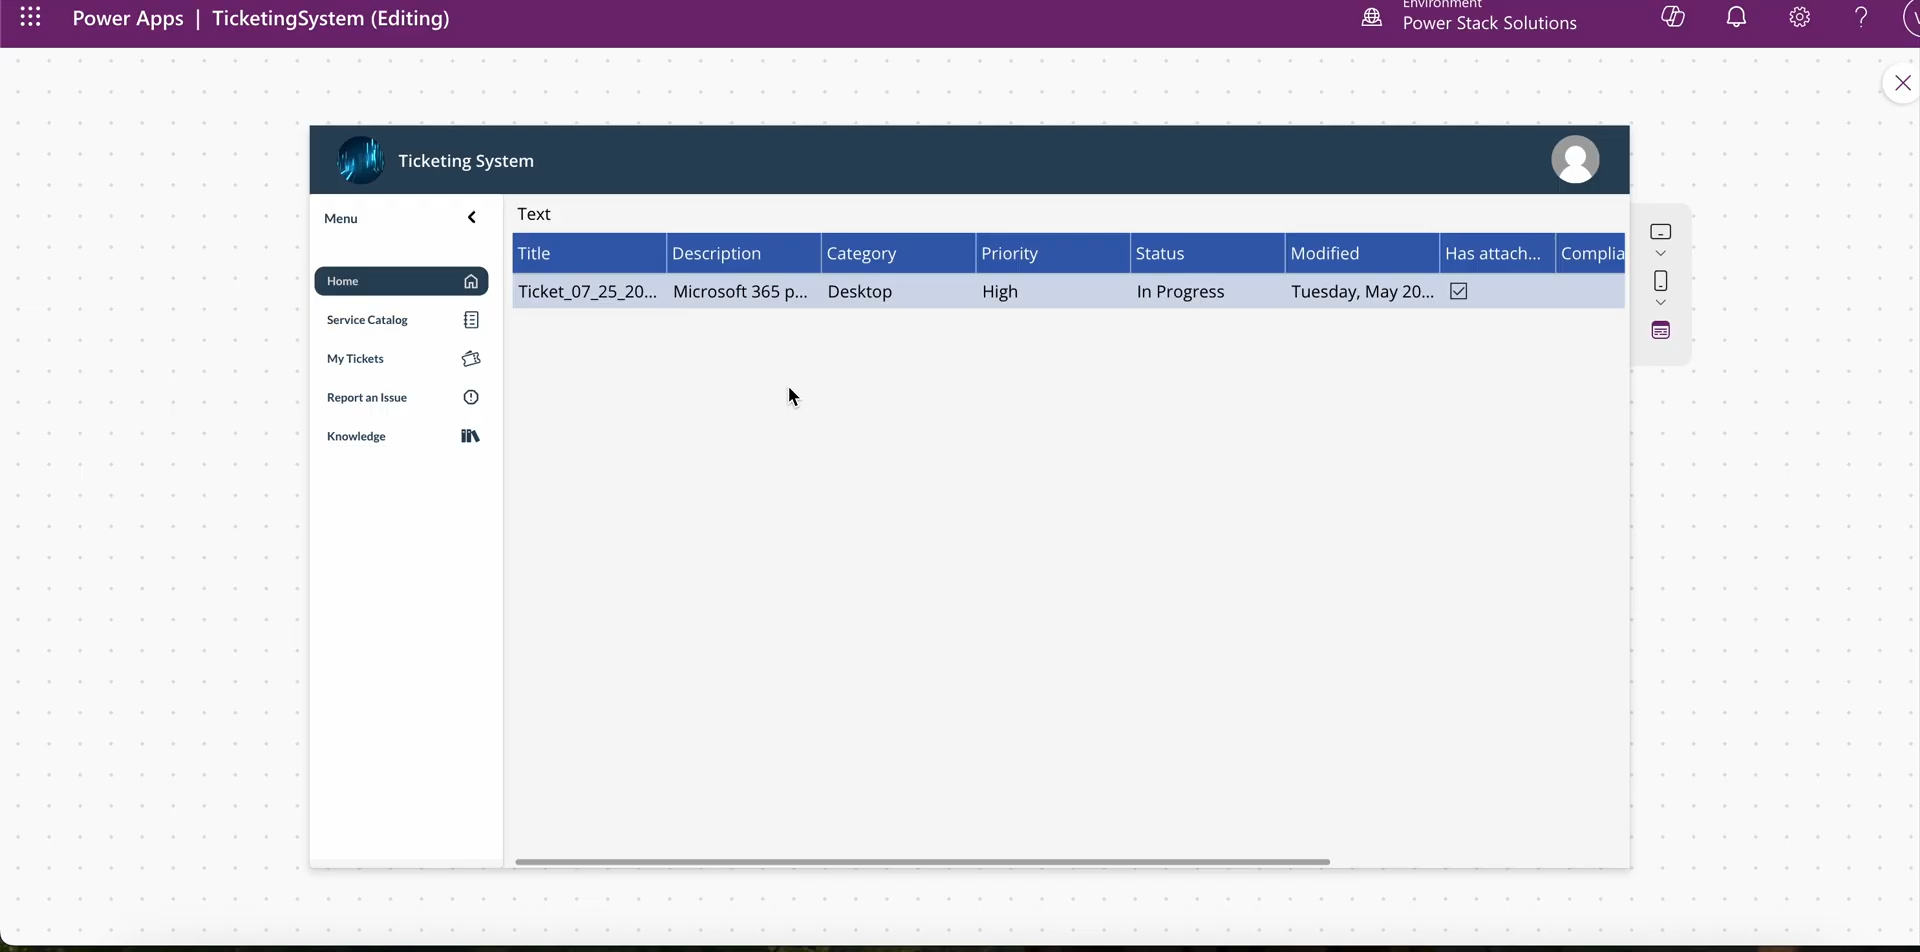 Environment
Power Apps | TicketingSystem (Editing)
Power Stack Solutions
Ticketing System
Menu
Home
Service Catalog
My Tickets
Report an Issue
Knowledge
Text
Title Description Category Priority Status Modified Has attach... Complia
Ticket_07_25_20... Microsoft 365 p... Desktop High In Progress Tuesday, May 20...